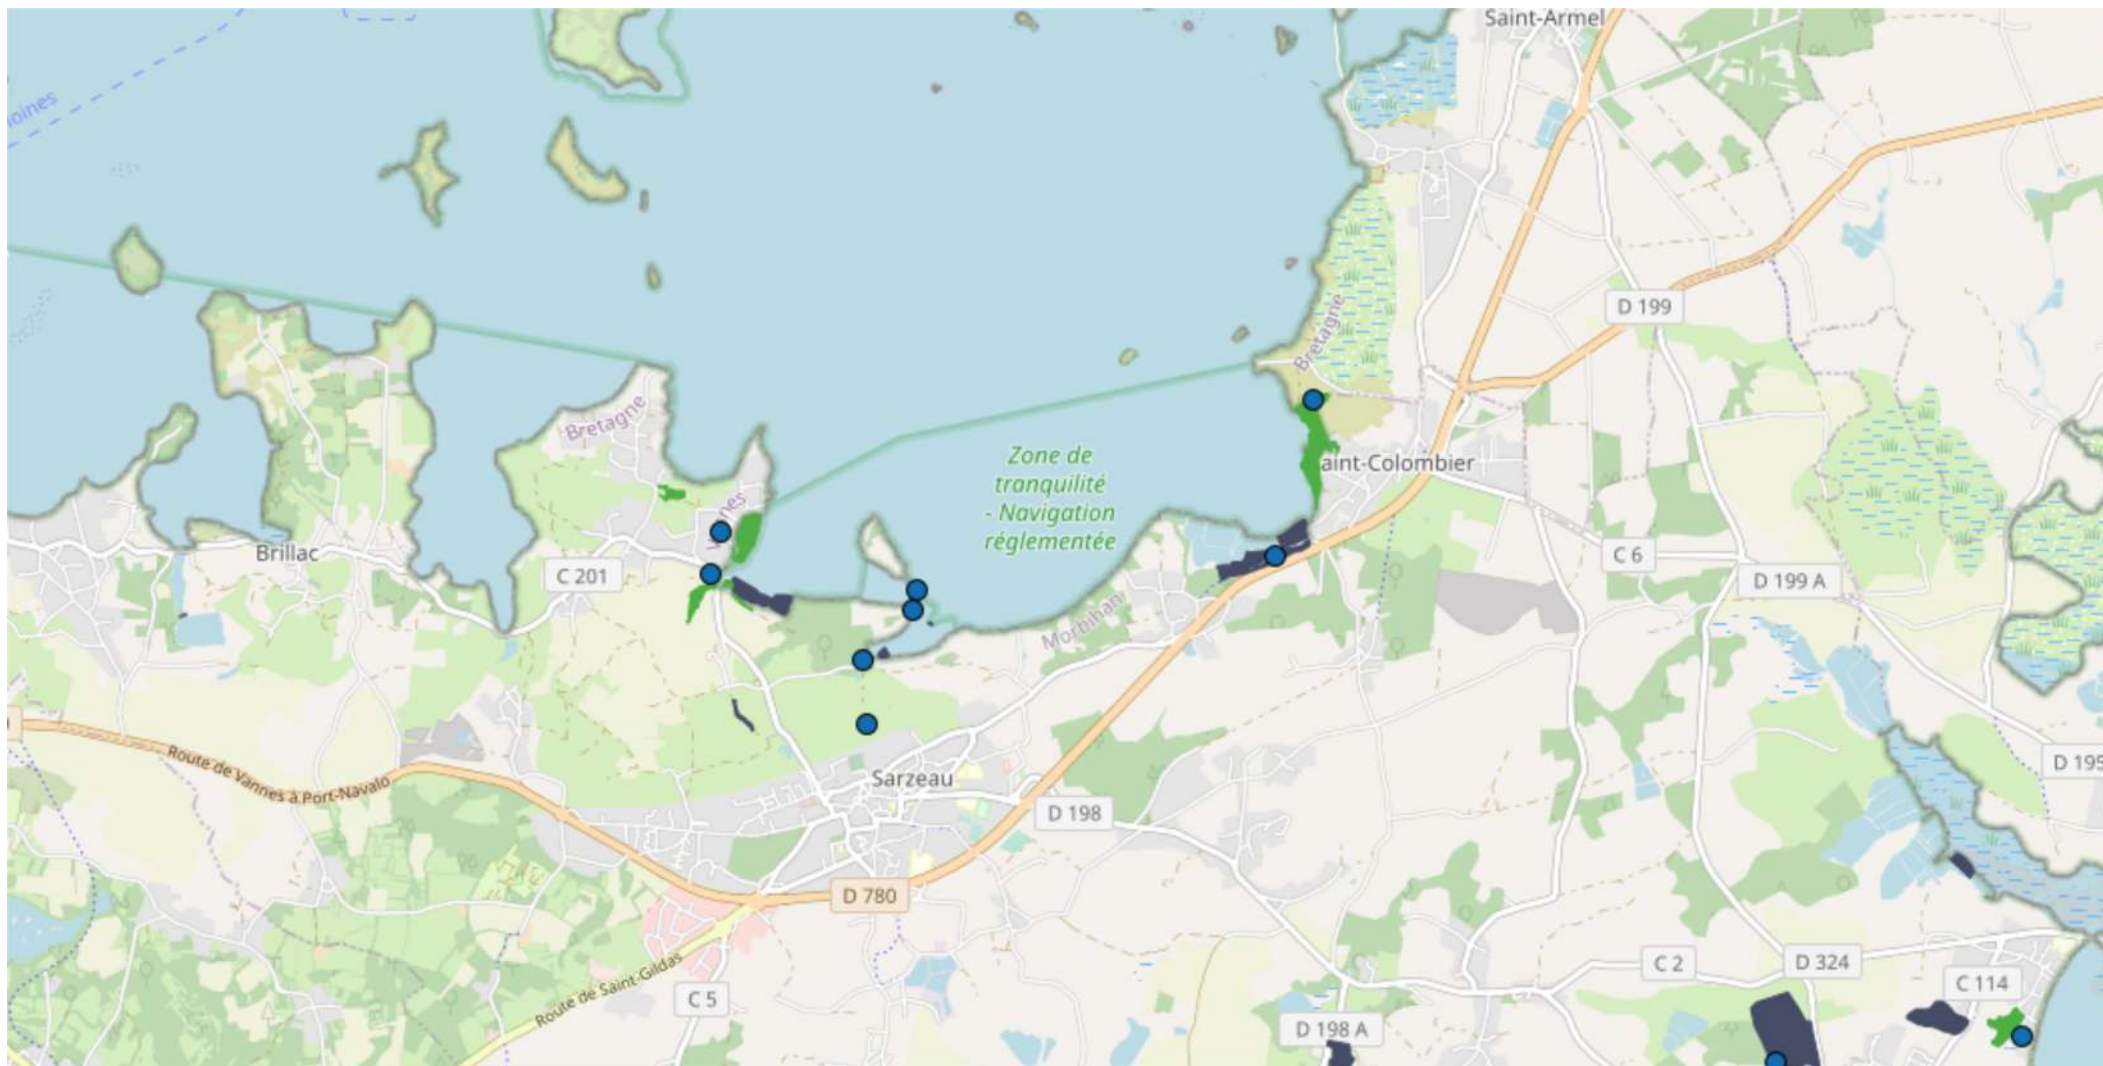 Saint-Armel
moines
Bretagne
D 199
Bretagne
Zone de
tranquilité
- Navigation
réglementée
aint-Colombier
Brillac
C 201
C 6
D 199 A
Morbihan
Route de Vannes à Port-Navalo
Sarzeau
D 195
D 198
D 780
Route de Saint-Gildas
C 5
C 2
D 324
C 114
D 198 A